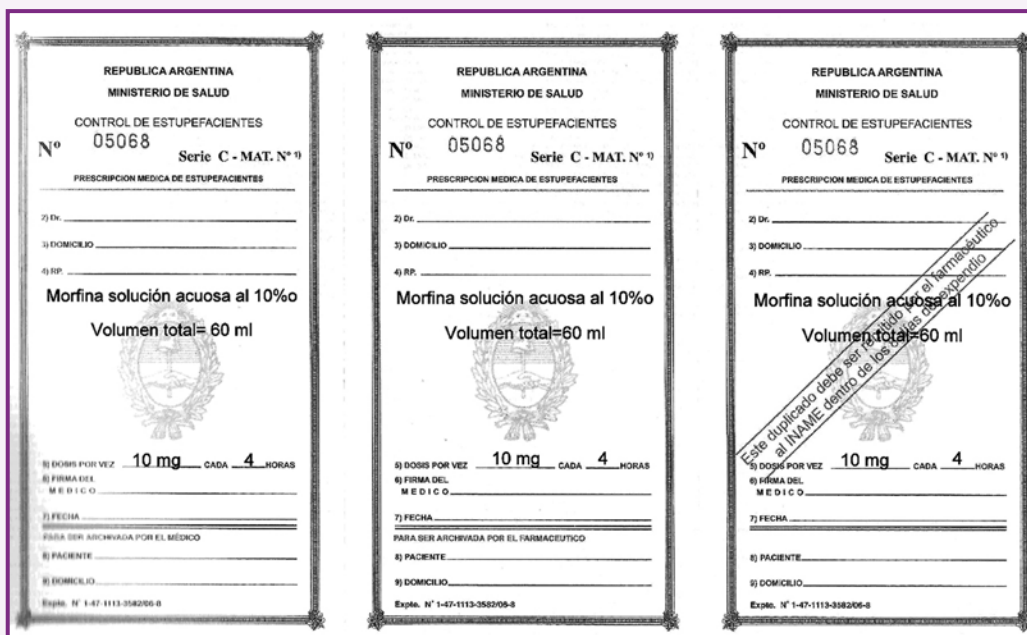 REPUBLICA ARGENTINA
MINISTERIO DE SALUD
CONTROL DE ESTUPEFACIENTES
Nº 05068 Serie C - MAT. Nº 1)
PRESCRIPCION MEDICA DE ESTUPEFACIENTES
2) Dr.
3) DOMICILIO
4) RP.
Morfina solución acuosa al 10%o
Volumen total= 60 ml
5) DOSIS POR VEZ 10 mg CADA 4 HORAS
6) FIRMA DEL
MEDICO
7) FECHA
PARA SER ARCHIVADA POR EL MÉDICO
8) PACIENTE
9) DOMICILIO
Expte. N° 1-47-1113-3582/06-8
REPUBLICA ARGENTINA
MINISTERIO DE SALUD
CONTROL DE ESTUPEFACIENTES
Nº 05068 Serie C - MAT. Nº 1)
PRESCRIPCION MEDICA DE ESTUPEFACIENTES
2) Dr.
3) DOMICILIO
4) RP.
Morfina solución acuosa al 10%o
Volumen total=60 ml
5) DOSIS POR VEZ 10 mg CADA 4 HORAS
6) FIRMA DEL
MEDICO
7) FECHA
PARA SER ARCHIVADA POR EL FARMACEUTICO
8) PACIENTE
9) DOMICILIO
Expte. N° 1-47-1113-3582/06-8
REPUBLICA ARGENTINA
MINISTERIO DE SALUD
CONTROL DE ESTUPEFACIENTES
Nº 05068 Serie C - MAT. Nº 1)
PRESCRIPCION MEDICA DE ESTUPEFACIENTES
2) Dr.
3) DOMICILIO
4) RP.
Morfina solución acuosa al 10%o
Volumen total=60 ml
Este duplicado debe ser remitido por el farmacéutico
al INAME dentro de los días de expendio
5) DOSIS POR VEZ 10 mg CADA 4 HORAS
6) FIRMA DEL
MEDICO
7) FECHA
8) PACIENTE
9) DOMICILIO
Expte. N° 1-47-1113-3582/06-8